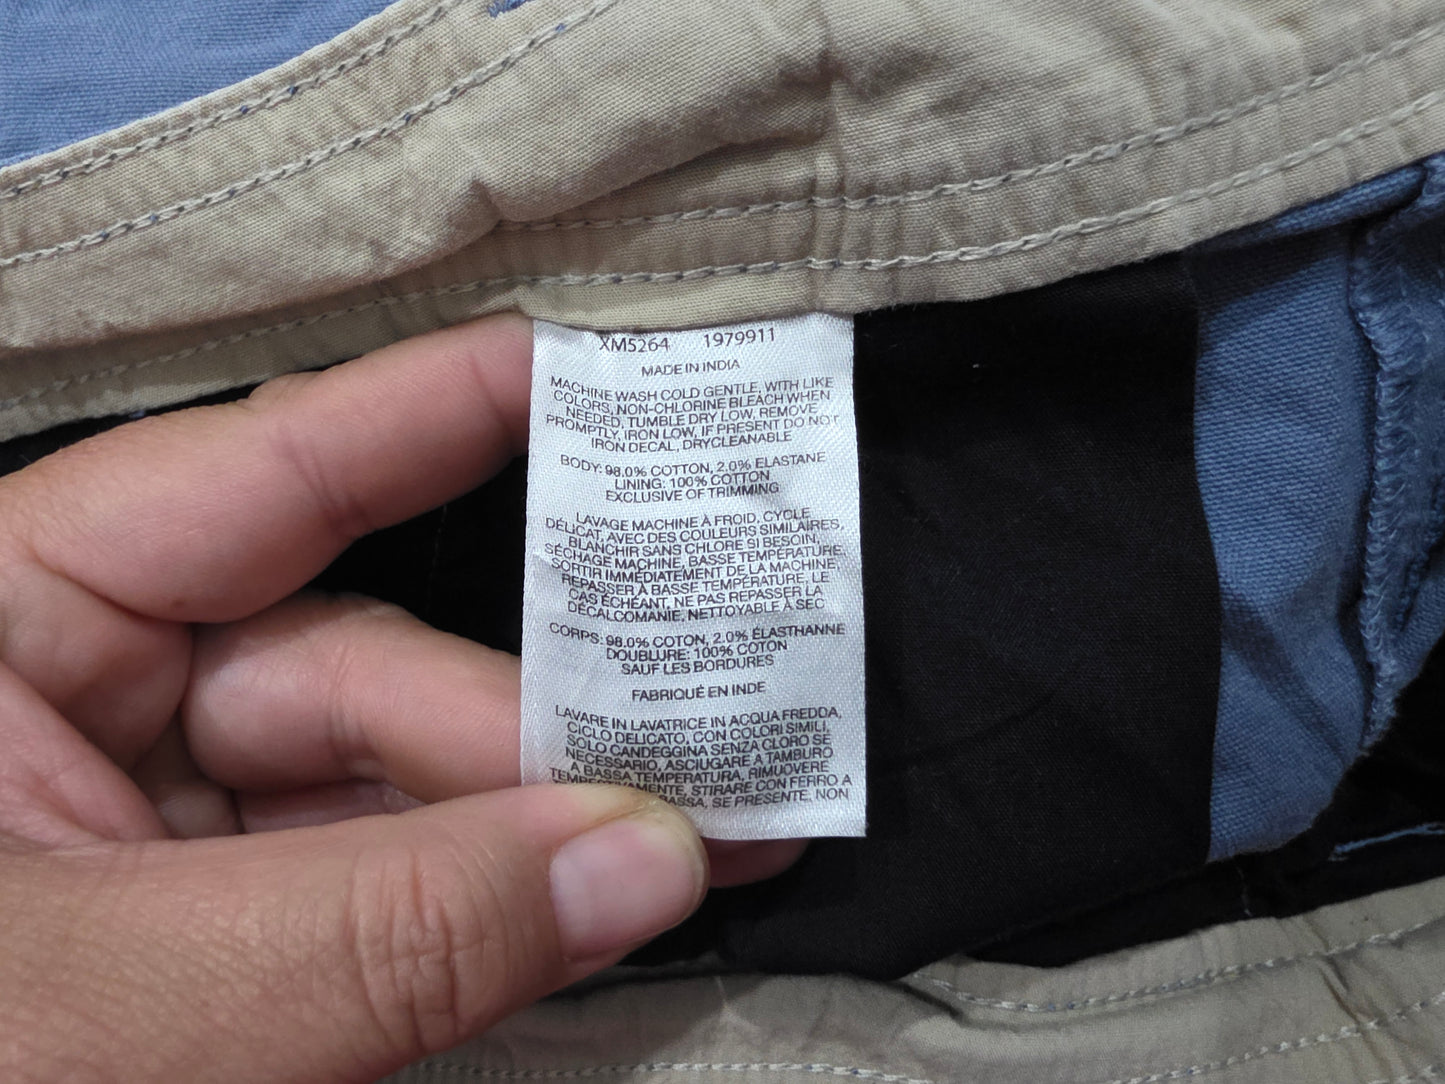 XM5264 1979911
MADE IN INDIA
MACHINE WASH COLD GENTLE, WITH LIKE
COLORS, NON-CHLORINE BLEACH WHEN
NEEDED, TUMBLE DRY LOW, REMOVE
PROMPTLY, IRON LOW, IF PRESENT DO NOT
IRON DECAL, DRYCLEANABLE
BODY: 98.0% COTTON, 2.0% ELASTANE
LINING: 100% COTTON
EXCLUSIVE OF TRIMMING
LAVAGE MACHINE À FROID, CYCLE
DÉLICAT, AVEC DES COULEURS SIMILAIRES,
BLANCHIR SANS CHLORE SI BESOIN,
SÉCHAGE MACHINE, BASSE TEMPÉRATURE,
SORTIR IMMÉDIATEMENT DE LA MACHINE,
REPASSER À BASSE TEMPÉRATURE, LE
CAS ÉCHÉANT, NE PAS REPASSER LA
DÉCALCOMANIE, NETTOYABLE À SEC
CORPS: 98.0% COTON, 2.0% ÉLASTHANNE
DOUBLURE: 100% COTON
SAUF LES BORDURES
FABRIQUÉ EN INDE
LAVARE IN LAVATRICE IN ACQUA FREDDA,
CICLO DELICATO, CON COLORI SIMILI,
SOLO CANDEGGINA SENZA CLORO SE
NECESSARIO, ASCIUGARE A TAMBURO
A BASSA TEMPERATURA, RIMUOVERE
TEMPESTIVAMENTE, STIRARE CON FERRO A
BASSA, SE PRESENTE, NON